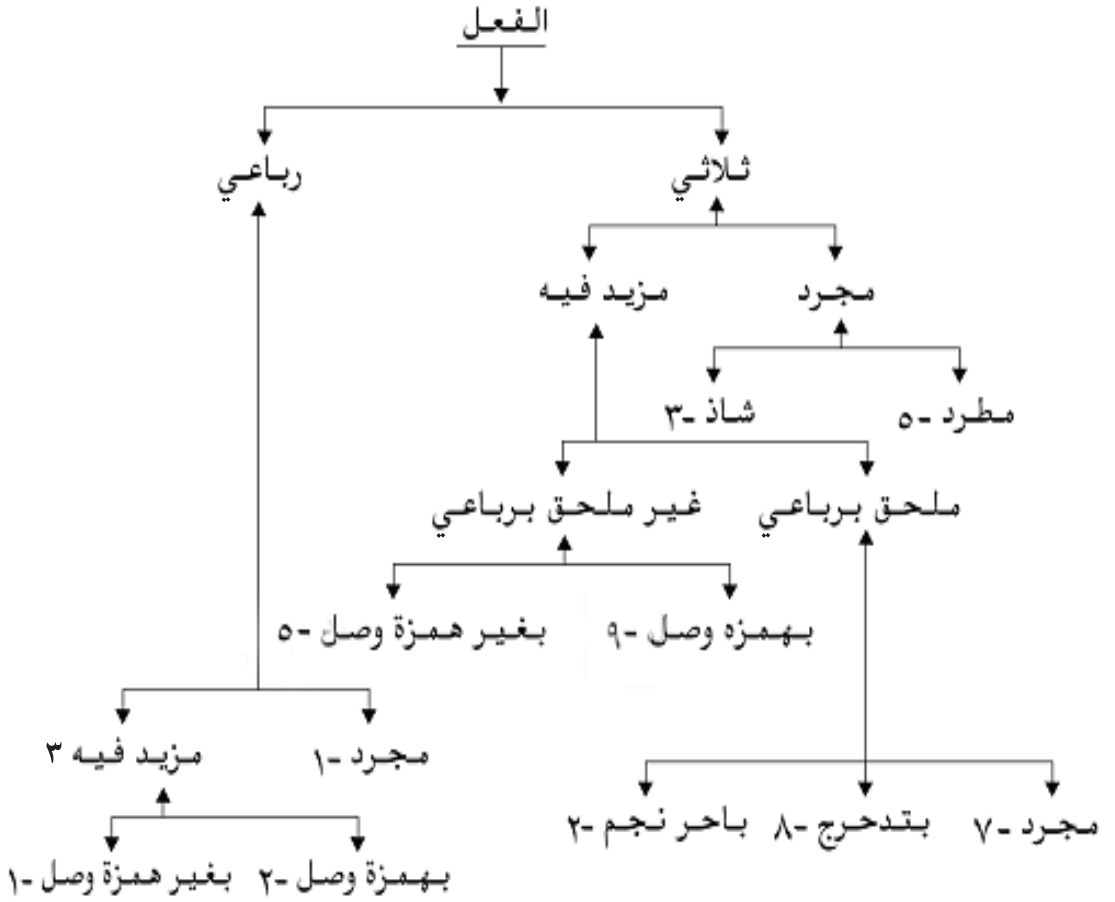 الفعل
ثلاثي
رباعي
مجرد
مزيد فيه
مطرد -٥
شاذ -٣
ملحق برباعي
غير ملحق برباعي
بهمزه وصل -٩
بغير همزة وصل -٥
مجرد -١
مزيد فيه ٣
مجرد -٧
بتدحرج -٨
باحر نجم -٢
بهمزة وصل -٢
بغير همزة وصل -١